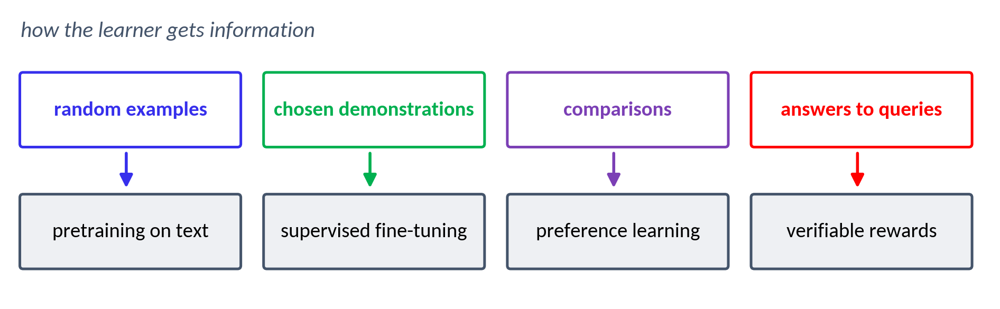 how the learner gets information
random examples
chosen demonstrations
comparisons
answers to queries
pretraining on text
supervised fine-tuning
preference learning
verifiable rewards